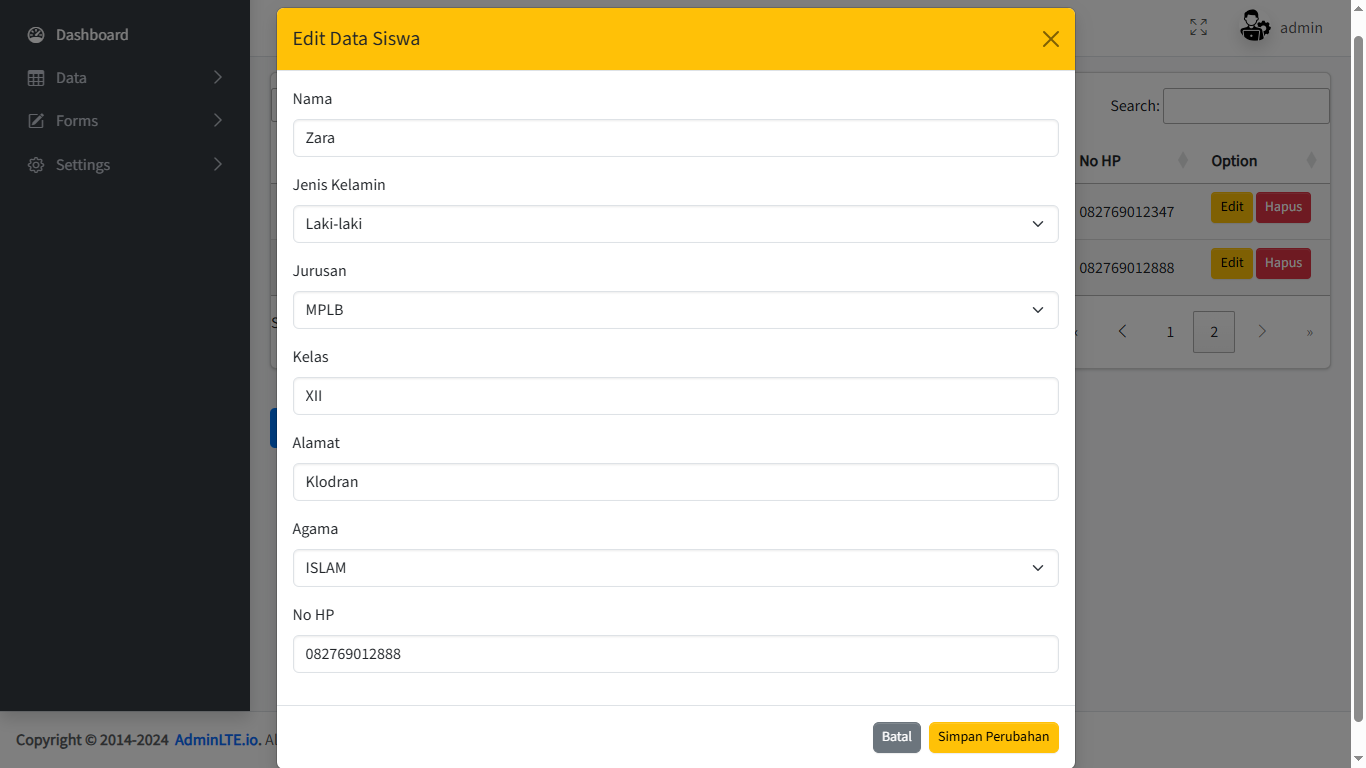 Dashboard
Data
Forms
Settings
Edit Data Siswa
Nama
Zara
Jenis Kelamin
Laki-laki
Jurusan
MPLB
Kelas
XII
Alamat
Klodran
Agama
ISLAM
No HP
082769012888
Batal
Simpan Perubahan
admin
Search:
No HP Option
082769012347 Edit Hapus
082769012888 Edit Hapus
1 2 »
Copyright © 2014-2024 AdminLTE.io.